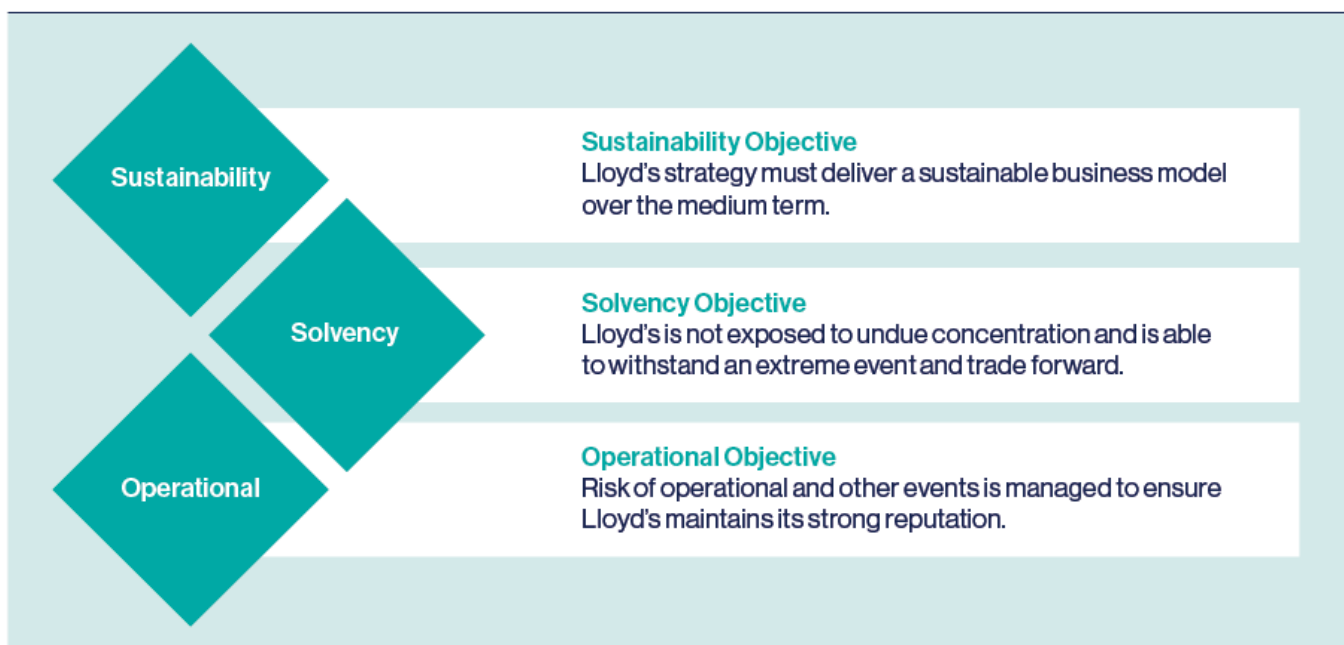 Sustainability
Sustainability Objective
Lloyd's strategy must deliver a sustainable business model
over the medium term.
Solvency
Solvency Objective
Lloyd's is not exposed to undue concentration and is able
to withstand an extreme event and trade forward.
Operational
Operational Objective
Risk of operational and other events is managed to ensure
Lloyd's maintains its strong reputation.